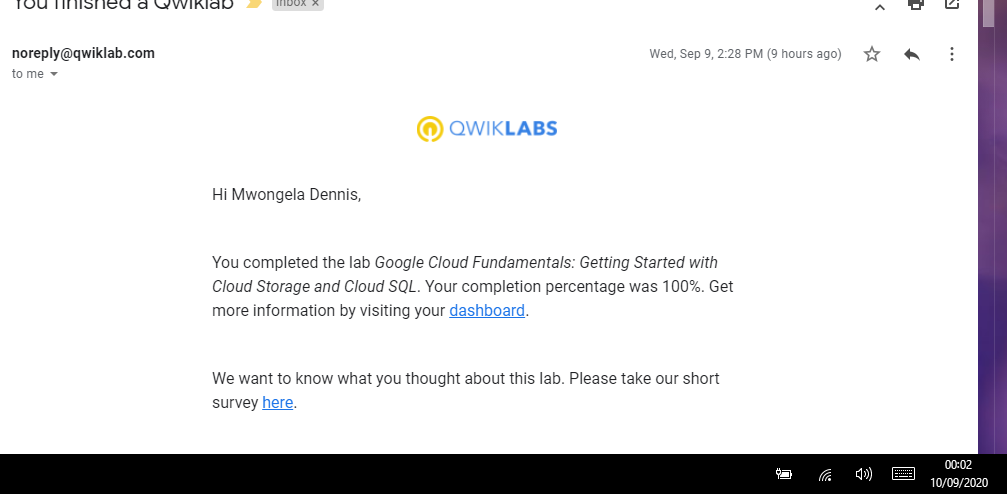 You finished a Qwiklab Inbox x
noreply@qwiklab.com Wed, Sep 9, 2:28 PM (9 hours ago)
to me
QWIKLABS
Hi Mwongela Dennis,
You completed the lab Google Cloud Fundamentals: Getting Started with
Cloud Storage and Cloud SQL. Your completion percentage was 100%. Get
more information by visiting your dashboard.
We want to know what you thought about this lab. Please take our short
survey here.
00:02
10/09/2020